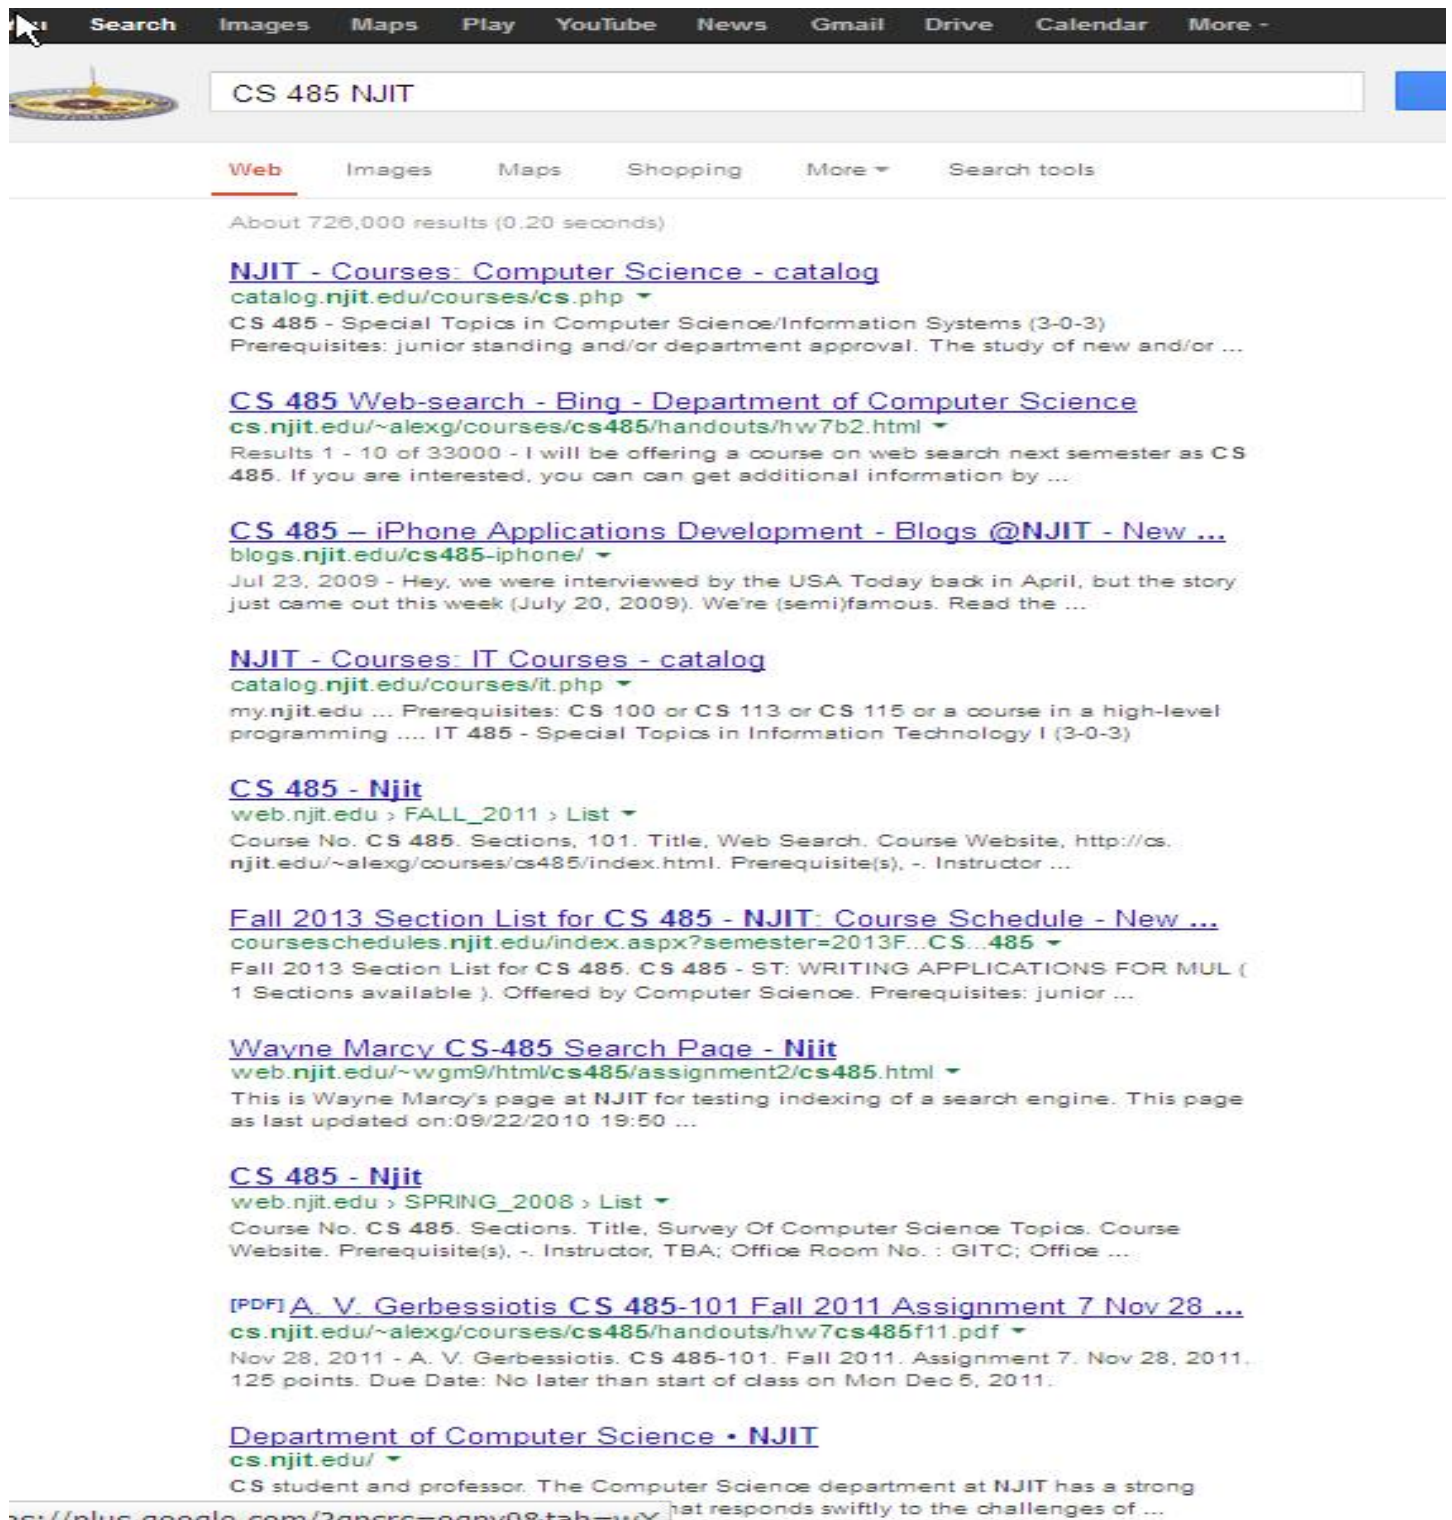 Search Images Maps Play YouTube News Gmail Drive Calendar More
CS 485 NJIT
Web Images Maps Shopping More Search tools
About 726,000 results (0.20 seconds)
NJIT - Courses: Computer Science - catalog
catalog.njit.edu/courses/cs.php
CS 485 - Special Topics in Computer Science/Information Systems (3-0-3)
Prerequisites: junior standing and/or department approval. The study of new and/or ...
CS 485 Web-search - Bing - Department of Computer Science
cs.njit.edu/~alexg/courses/cs485/handouts/hw7b2.html
Results 1 - 10 of 33000 - I will be offering a course on web search next semester as CS
485. If you are interested, you can can get additional information by ...
CS 485 – iPhone Applications Development - Blogs @NJIT - New ...
blogs.njit.edu/cs485-iphone/
Jul 23, 2009 - Hey, we were interviewed by the USA Today back in April, but the story
just came out this week (July 20, 2009). We're (semi)famous. Read the ...
NJIT - Courses: IT Courses - catalog
catalog.njit.edu/courses/it.php
my.njit.edu ... Prerequisites: CS 100 or CS 113 or CS 115 or a course in a high-level
programming .... IT 485 - Special Topics in Information Technology I (3-0-3)
CS 485 - Njit
web.njit.edu › FALL_2011 › List
Course No. CS 485. Sections, 101. Title, Web Search. Course Website, http://cs.
njit.edu/~alexg/courses/cs485/index.html. Prerequisite(s), -. Instructor ...
Fall 2013 Section List for CS 485 - NJIT: Course Schedule - New ...
courseschedules.njit.edu/index.aspx?semester=2013F...CS...485
Fall 2013 Section List for CS 485. CS 485 - ST: WRITING APPLICATIONS FOR MUL (
1 Sections available ). Offered by Computer Science. Prerequisites: junior ...
Wayne Marcy CS-485 Search Page - Njit
web.njit.edu/~wgm9/html/cs485/assignment2/cs485.html
This is Wayne Marcy's page at NJIT for testing indexing of a search engine. This page
as last updated on:09/22/2010 19:50 ...
CS 485 - Njit
web.njit.edu › SPRING_2008 › List
Course No. CS 485. Sections. Title, Survey Of Computer Science Topics. Course
Website. Prerequisite(s), -. Instructor, TBA; Office Room No. : GITC; Office ...
[PDF] A. V. Gerbessiotis CS 485-101 Fall 2011 Assignment 7 Nov 28 ...
cs.njit.edu/~alexg/courses/cs485/handouts/hw7cs485f11.pdf
Nov 28, 2011 - A. V. Gerbessiotis. CS 485-101. Fall 2011. Assignment 7. Nov 28, 2011.
125 points. Due Date: No later than start of class on Mon Dec 5, 2011.
Department of Computer Science • NJIT
cs.njit.edu/
CS student and professor. The Computer Science department at NJIT has a strong
hat responds swiftly to the challenges of ...